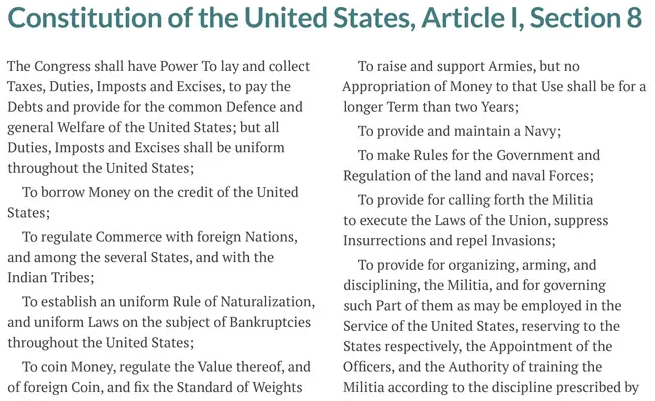 Constitution of the United States, Article I, Section 8
The Congress shall have Power To lay and collect
Taxes, Duties, Imposts and Excises, to pay the
Debts and provide for the common Defence and
general Welfare of the United States; but all
Duties, Imposts and Excises shall be uniform
throughout the United States;
To borrow Money on the credit of the United
States;
To regulate Commerce with foreign Nations,
and among the several States, and with the
Indian Tribes;
To establish an uniform Rule of Naturalization,
and uniform Laws on the subject of Bankruptcies
throughout the United States;
To coin Money, regulate the Value thereof, and
of foreign Coin, and fix the Standard of Weights
To raise and support Armies, but no
Appropriation of Money to that Use shall be for a
longer Term than two Years;
To provide and maintain a Navy;
To make Rules for the Government and
Regulation of the land and naval Forces;
To provide for calling forth the Militia
to execute the Laws of the Union, suppress
Insurrections and repel Invasions;
To provide for organizing, arming, and
disciplining, the Militia, and for governing
such Part of them as may be employed in the
Service of the United States, reserving to the
States respectively, the Appointment of the
Officers, and the Authority of training the
Militia according to the discipline prescribed by